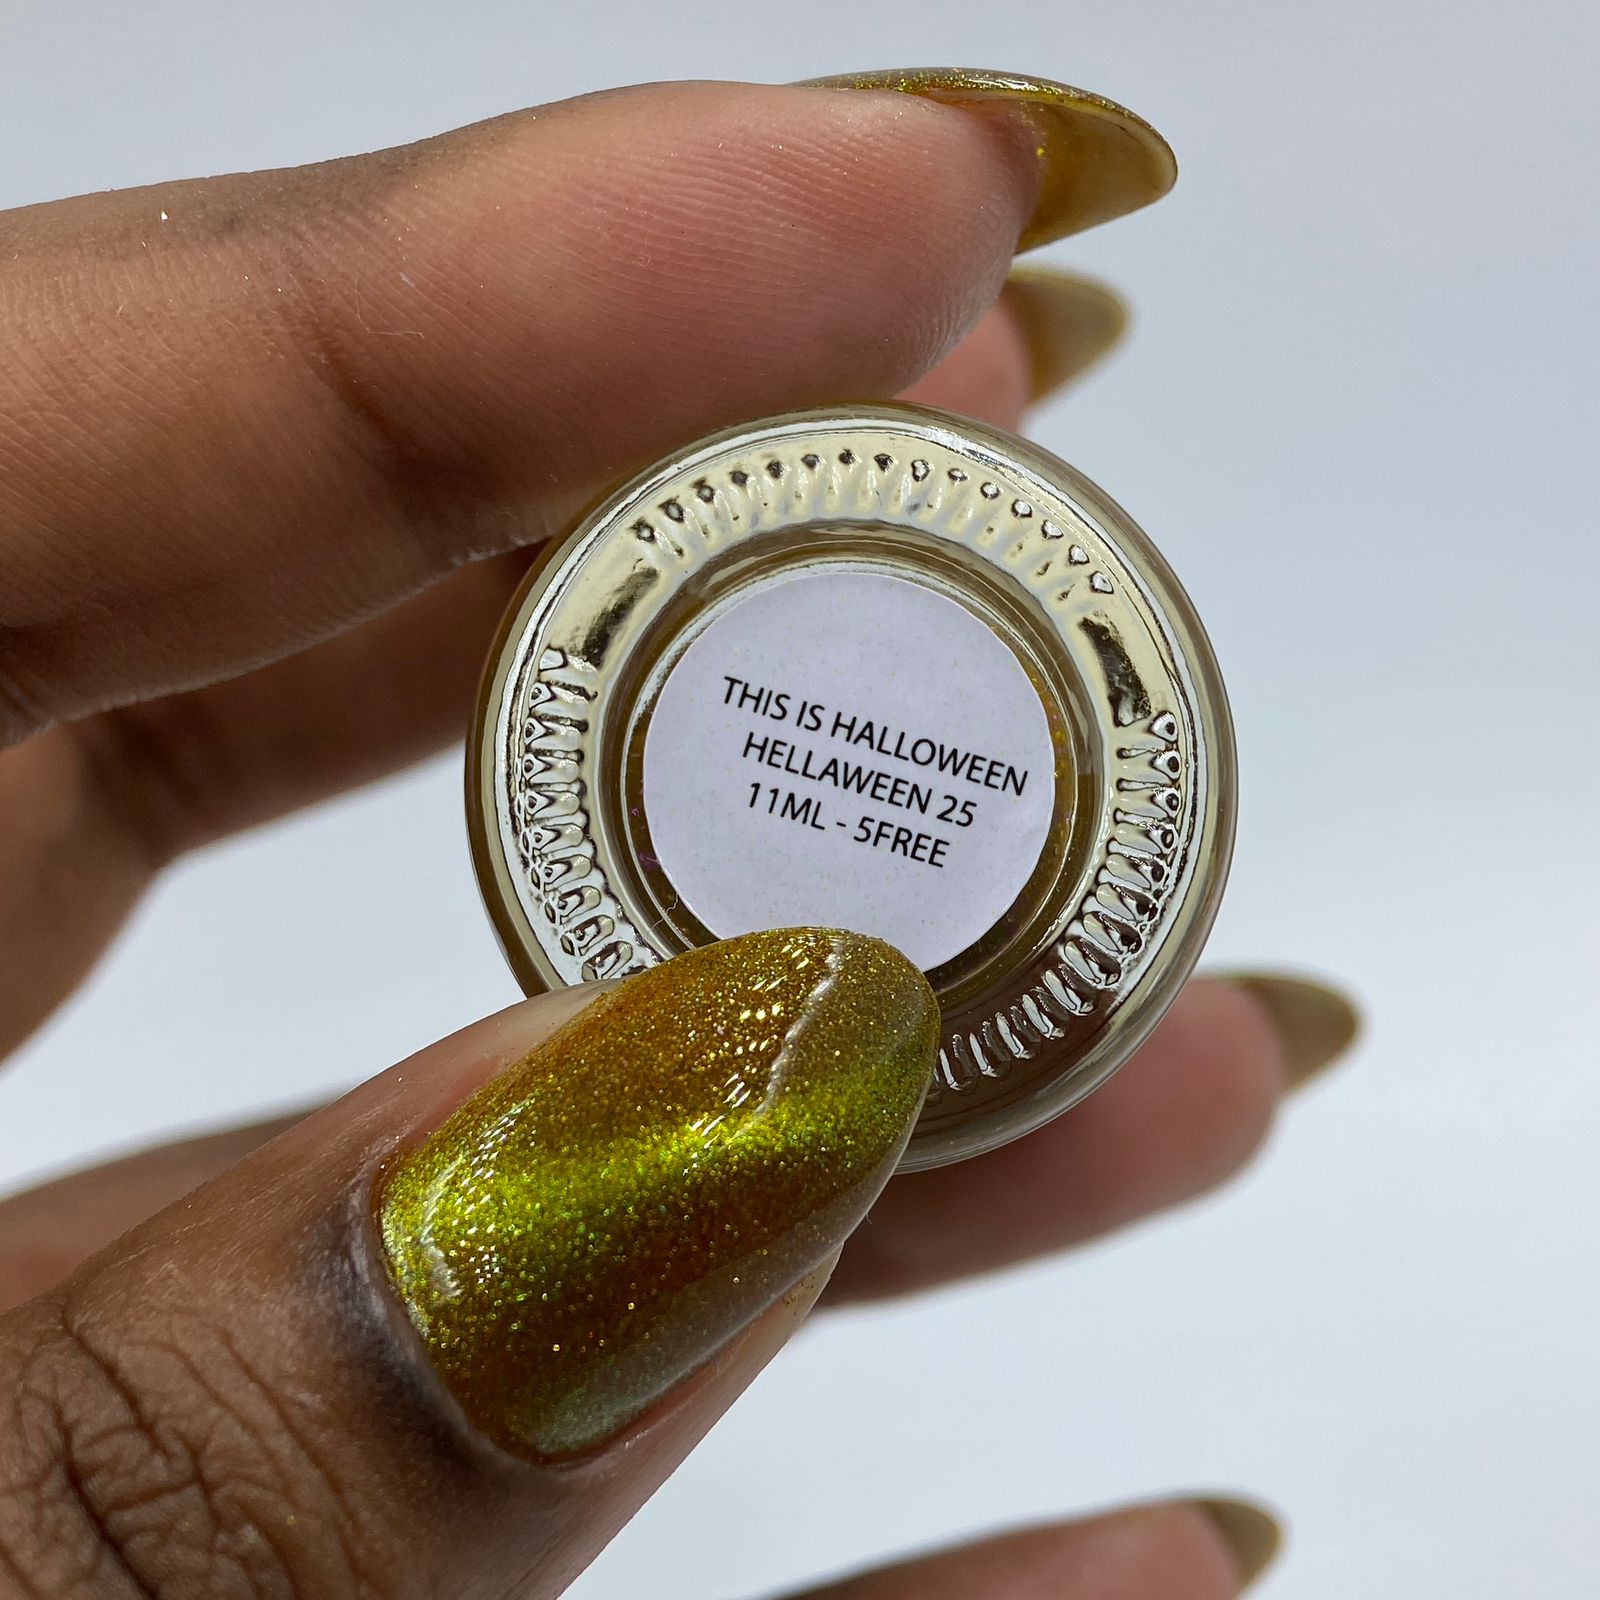 THIS IS HALLOWEEN
HELLAWEEN 25
11ML - 5FREE